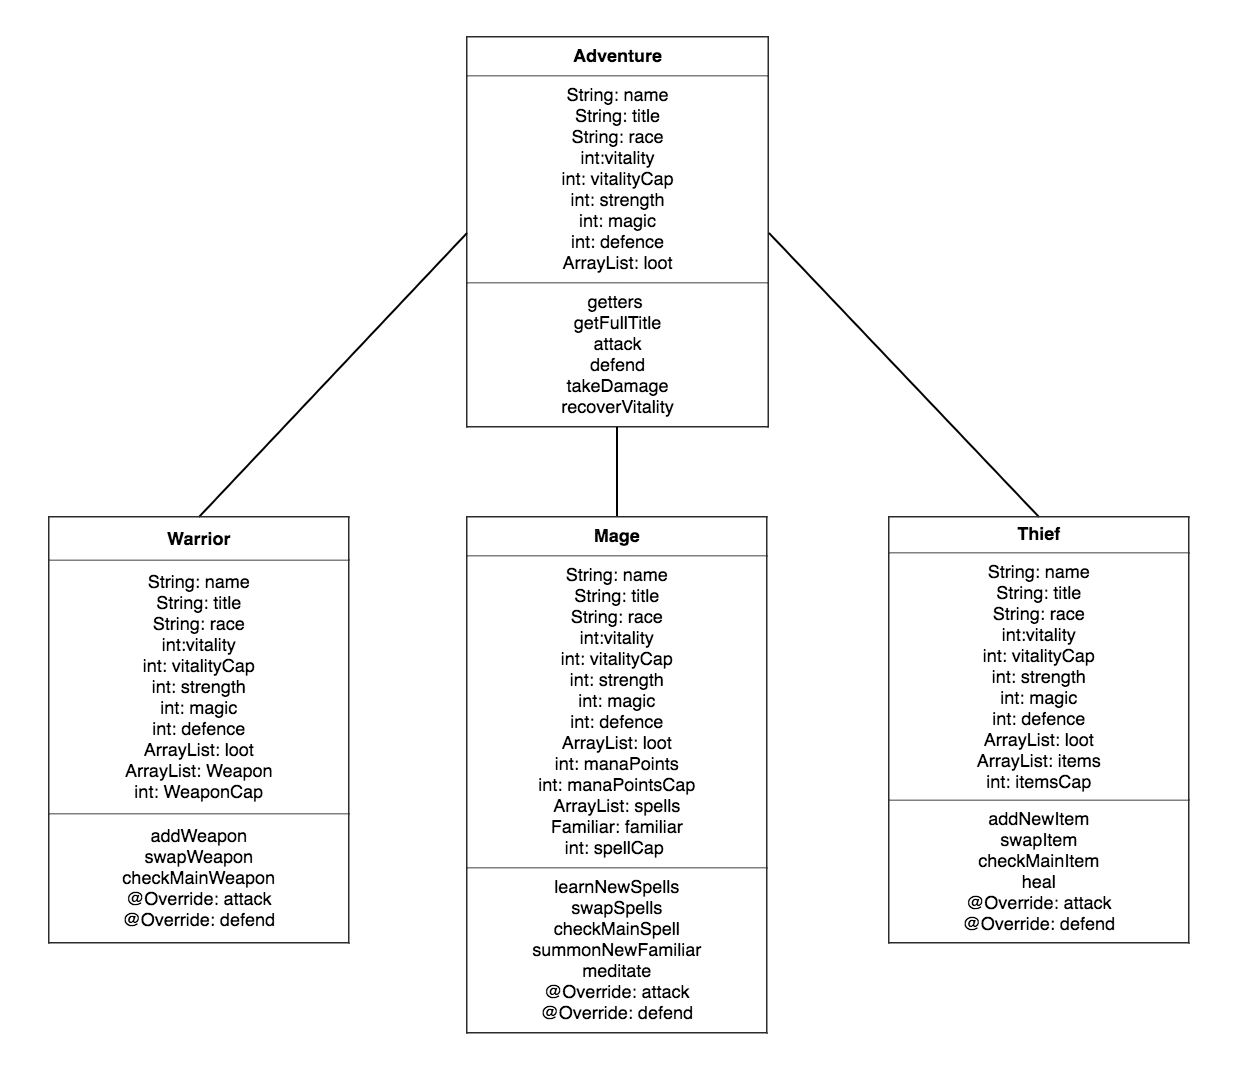 Adventure
String: name
String: title
String: race
int:vitality
int: vitalityCap
int: strength
int: magic
int: defence
ArrayList: loot
getters
getFullTitle
attack
defend
takeDamage
recoverVitality
Warrior
String: name
String: title
String: race
int:vitality
int: vitalityCap
int: strength
int: magic
int: defence
ArrayList: loot
ArrayList: Weapon
int: WeaponCap
addWeapon
swapWeapon
checkMainWeapon
@Override: attack
@Override: defend
Mage
String: name
String: title
String: race
int:vitality
int: vitalityCap
int: strength
int: magic
int: defence
ArrayList: loot
int: manaPoints
int: manaPointsCap
ArrayList: spells
Familiar: familiar
int: spellCap
learnNewSpells
swapSpells
checkMainSpell
summonNewFamiliar
meditate
@Override: attack
@Override: defend
Thief
String: name
String: title
String: race
int:vitality
int: vitalityCap
int: strength
int: magic
int: defence
ArrayList: loot
ArrayList: items
int: itemsCap
addNewItem
swapItem
checkMainItem
heal
@Override: attack
@Override: defend